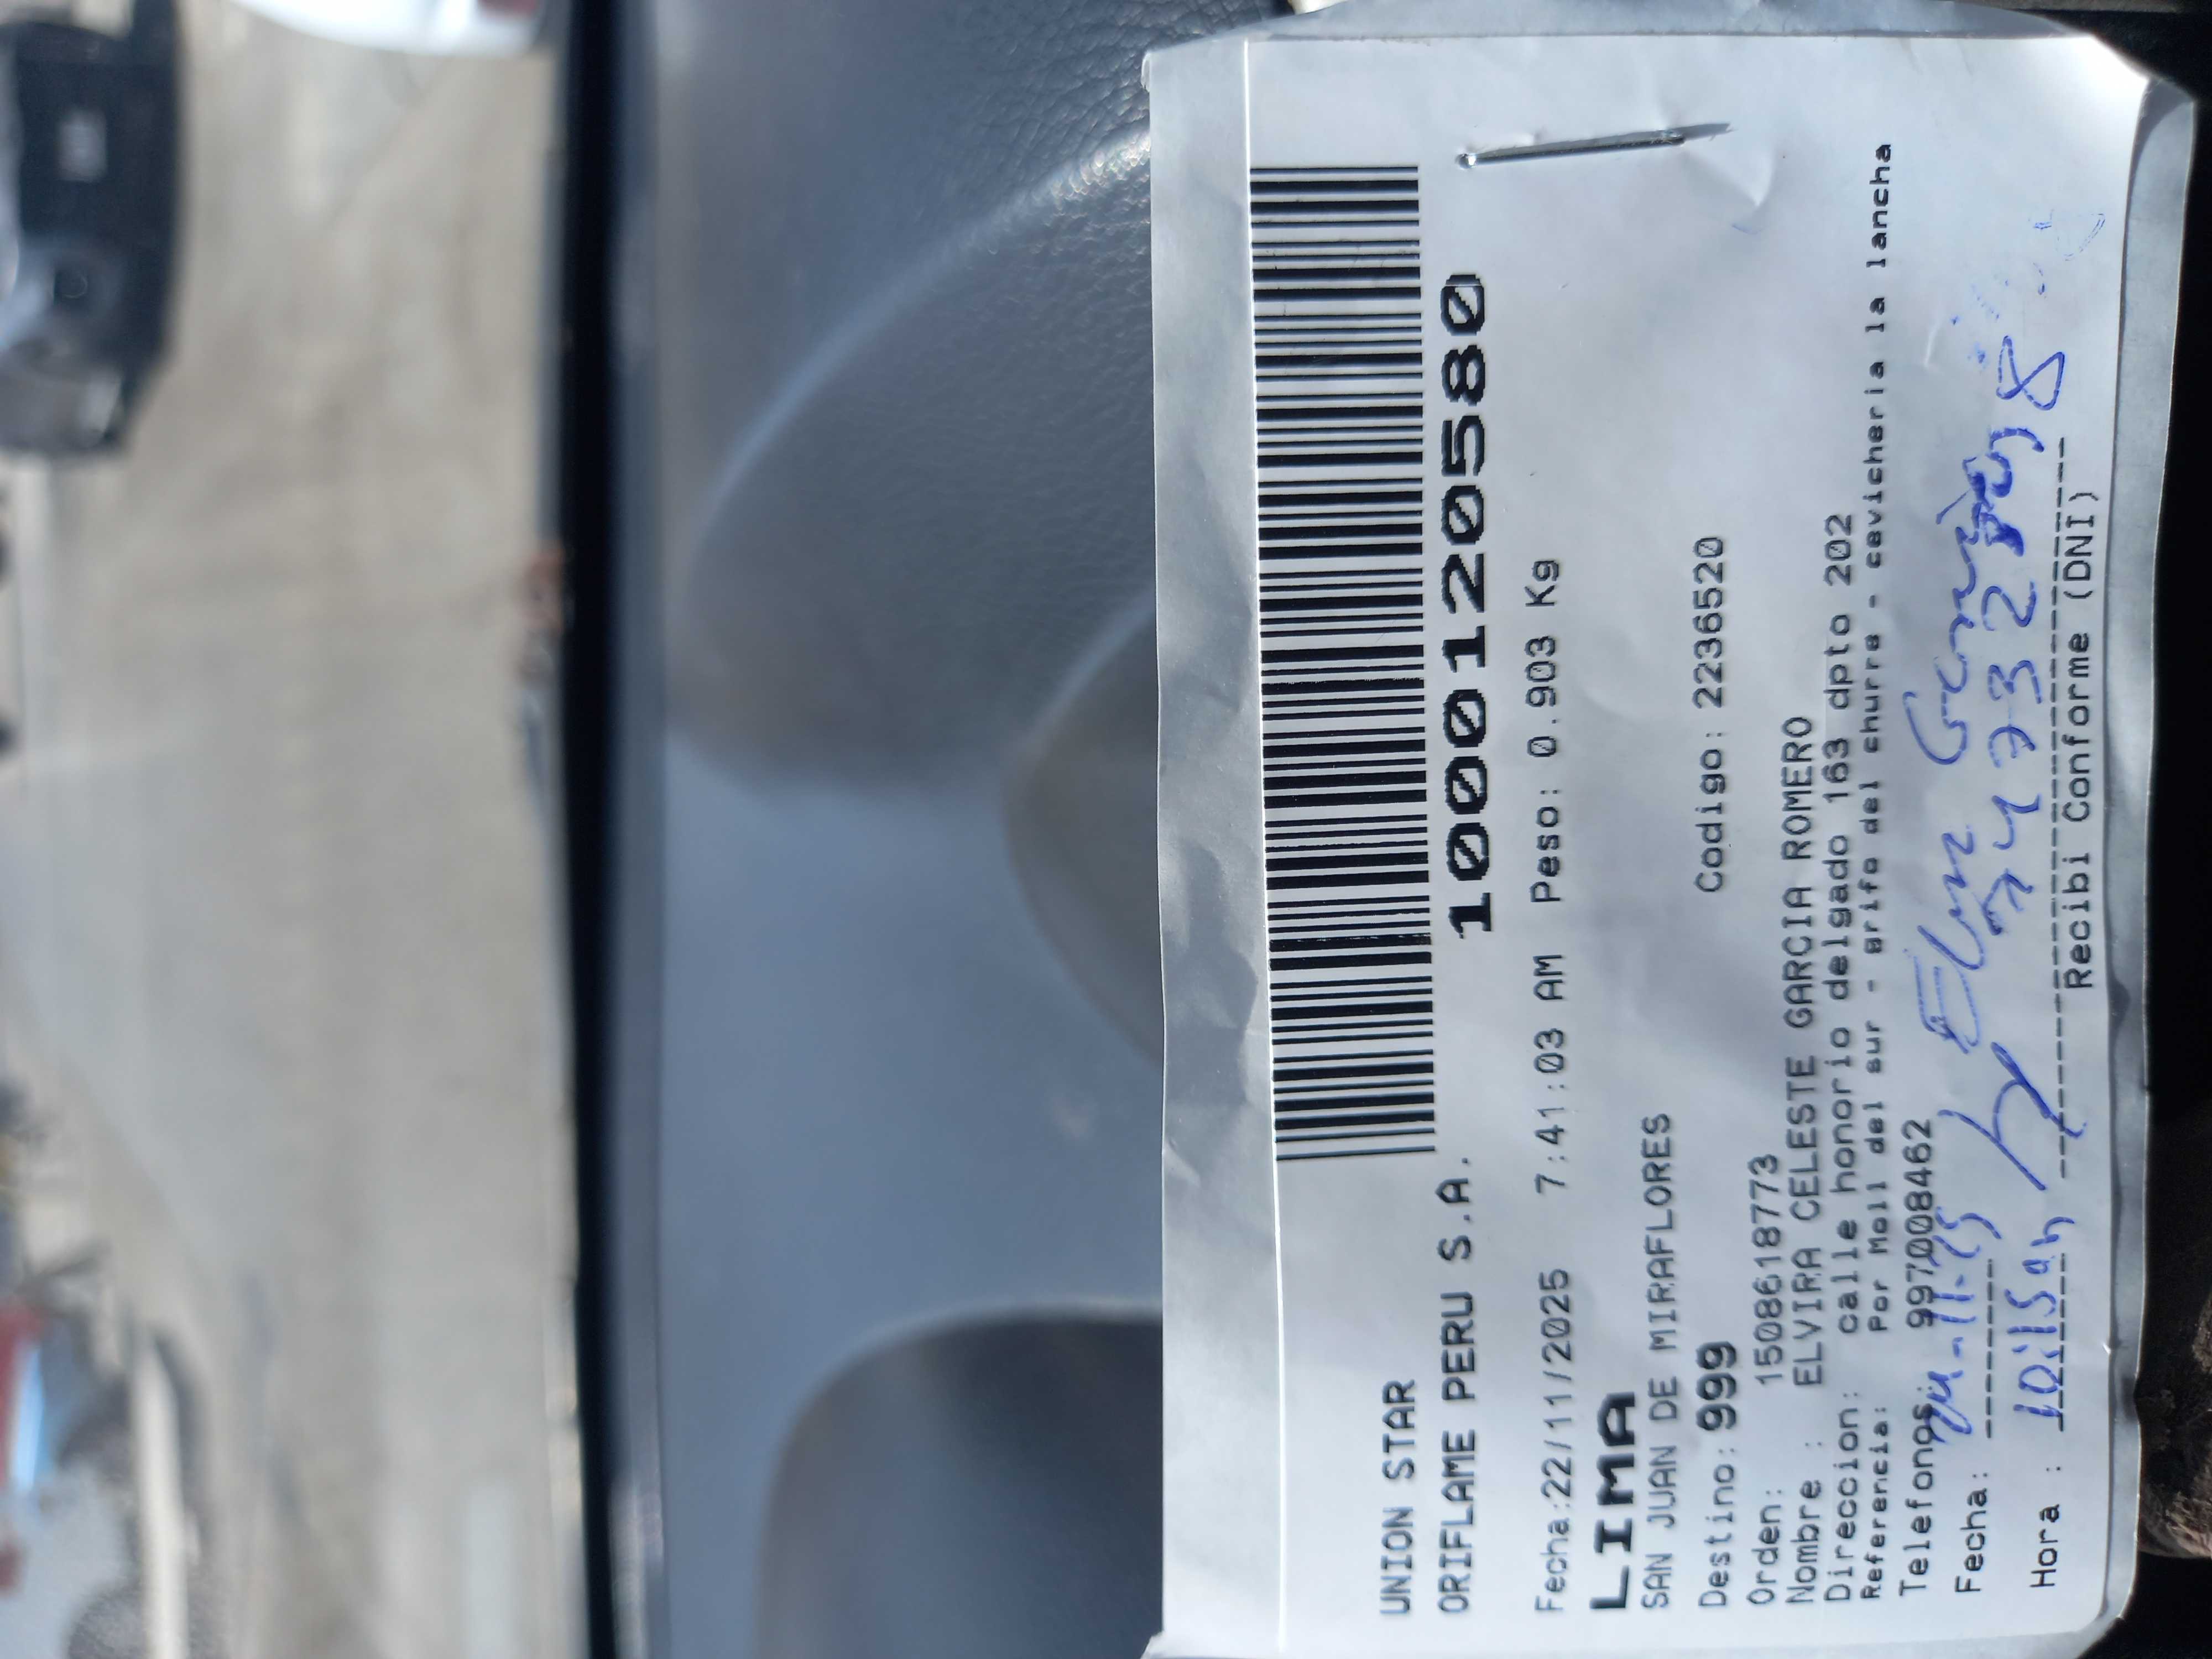 UNION STAR
ORIFLAME PERU S.A.
1000120580
Fecha:22/11/2025 7:41:03 AM Peso: 0.903 Kg
LIMA
SAN JUAN DE MIRAFLORES
Destino: 999 Codigo: 2236520
Orden: 1508618773
Nombre : ELVIRA CELESTE GARCIA ROMERO
Direccion: calle honorio delgado 163 dpto 202
Referencia: Por Moll del sur - grifo del churre - cevicheria la lancha
Telefonos: 997008462
Fecha:
Hora : 10:15
Recibi Conforme (DNI)